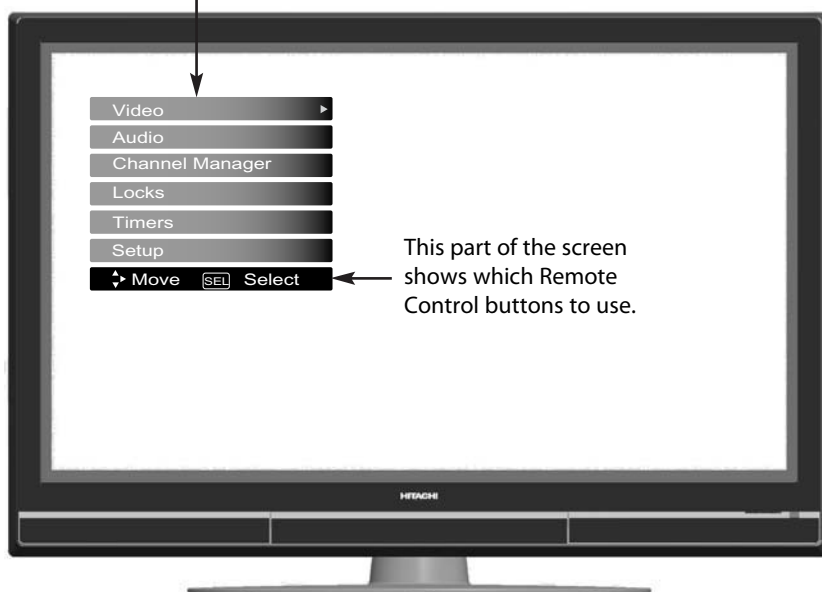 Video
Audio
Channel Manager
Locks
Timers
Setup
Move SEL Select
This part of the screen
shows which Remote
Control buttons to use.
HITACHI